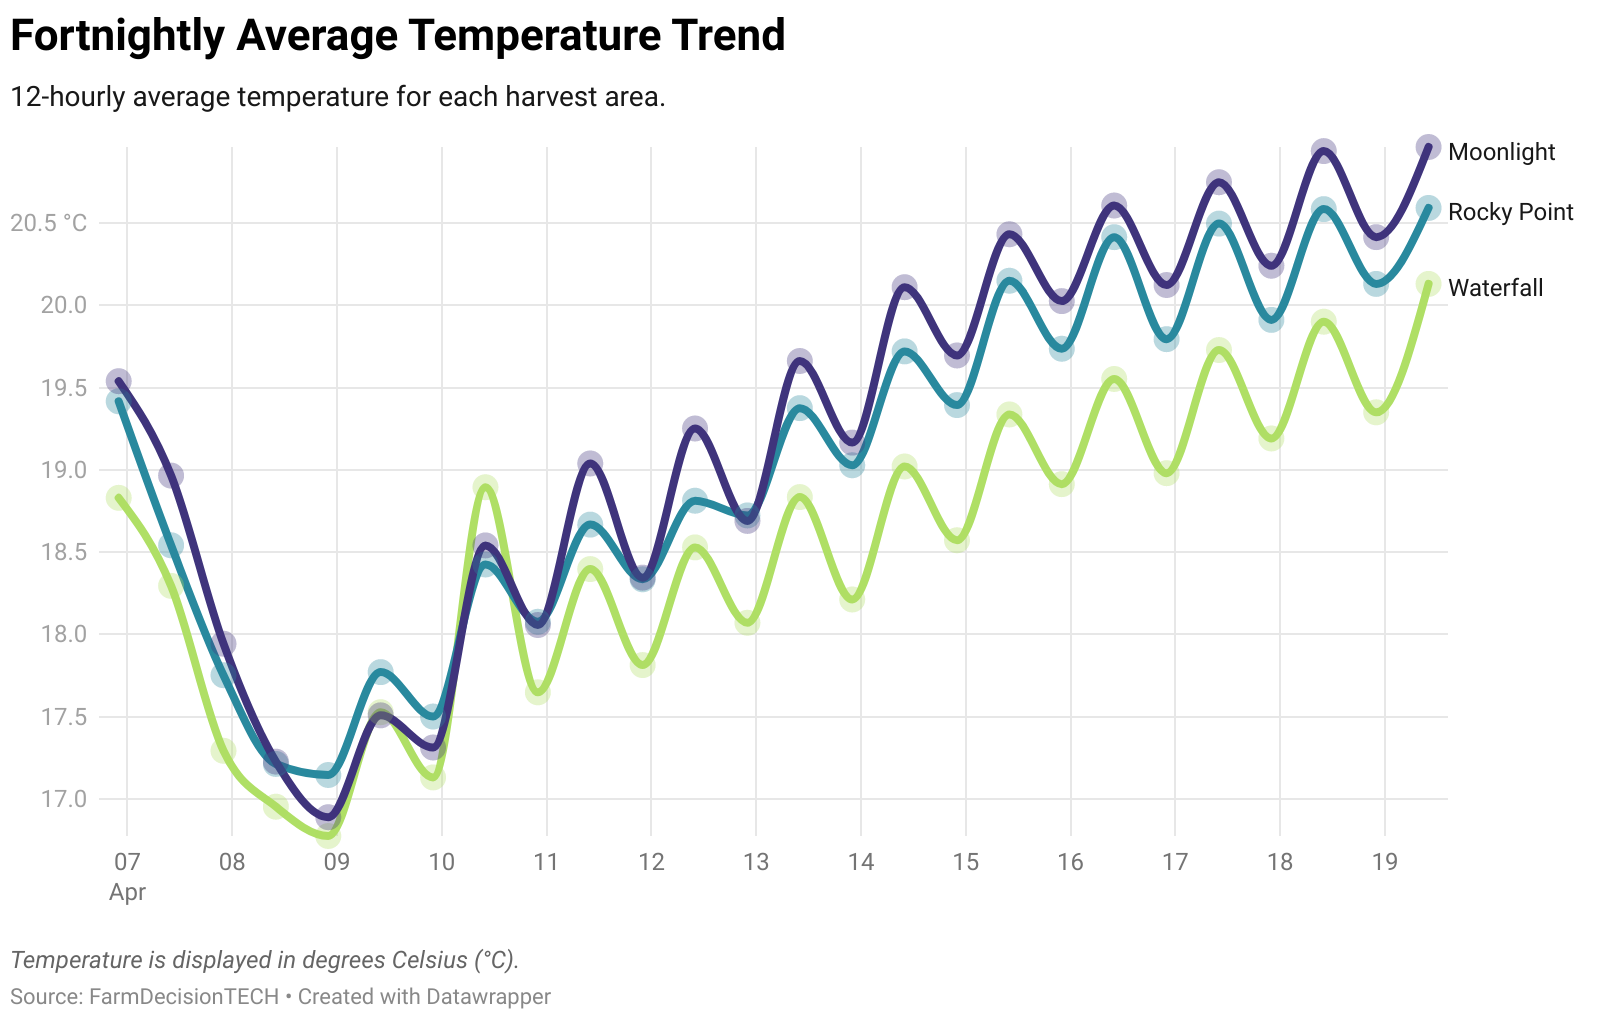 Fortnightly Average Temperature Trend
12-hourly average temperature for each harvest area.
Moonlight
Rocky Point
Waterfall
20.5 °C
20.0
19.5
19.0
18.5
18.0
17.5
17.0
07 08 09 10 11 12 13 14 15 16 17 18 19
Apr
Temperature is displayed in degrees Celsius (°C).
Source: FarmDecisionTECH • Created with Datawrapper